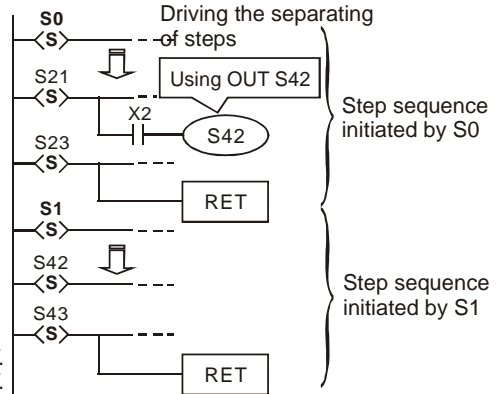 S0
Driving the separating
of steps
S
S21
Using OUT S42
S
X2
S42
Step sequence
initiated by S0
S23
S
RET
S1
S
S42
S
Step sequence
initiated by S1
S43
S
RET